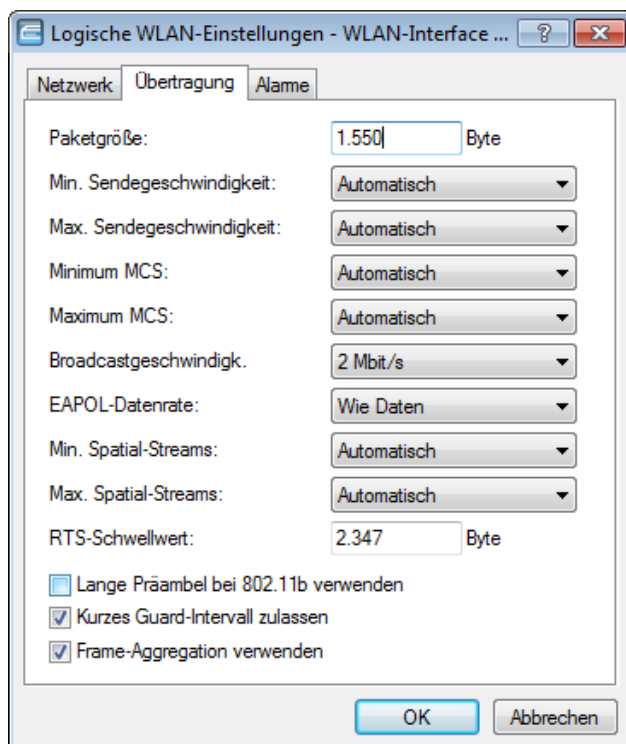 Logische WLAN-Einstellungen - WLAN-Interface ...
Netzwerk Übertragung Alarme
Paketgröße: 1.550 Byte
Min. Sendegeschwindigkeit: Automatisch
Max. Sendegeschwindigkeit: Automatisch
Minimum MCS: Automatisch
Maximum MCS: Automatisch
Broadcastgeschwindigk. 2 Mbit/s
EAPOL-Datenrate: Wie Daten
Min. Spatial-Streams: Automatisch
Max. Spatial-Streams: Automatisch
RTS-Schwellwert: 2.347 Byte
Lange Präambel bei 802.11b verwenden
Kurzes Guard-Intervall zulassen
Frame-Aggregation verwenden
OK Abbrechen